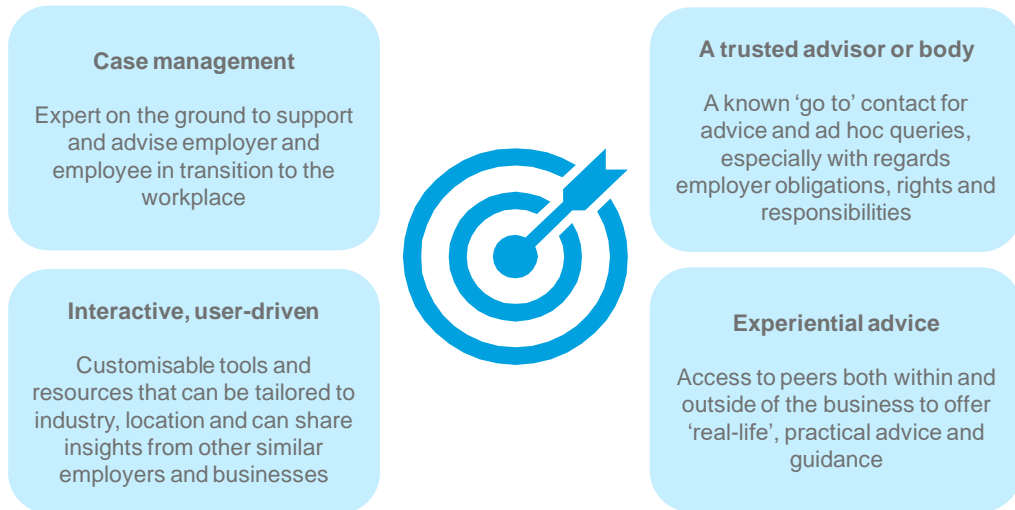 Case management
Expert on the ground to support
and advise employer and
employee in transition to the
workplace
A trusted advisor or body
A known ‘go to’ contact for
advice and ad hoc queries,
especially with regards
employer obligations, rights and
responsibilities
Interactive, user-driven
Customisable tools and
resources that can be tailored to
industry, location and can share
insights from other similar
employers and businesses
Experiential advice
Access to peers both within and
outside of the business to offer
‘real-life’, practical advice and
guidance